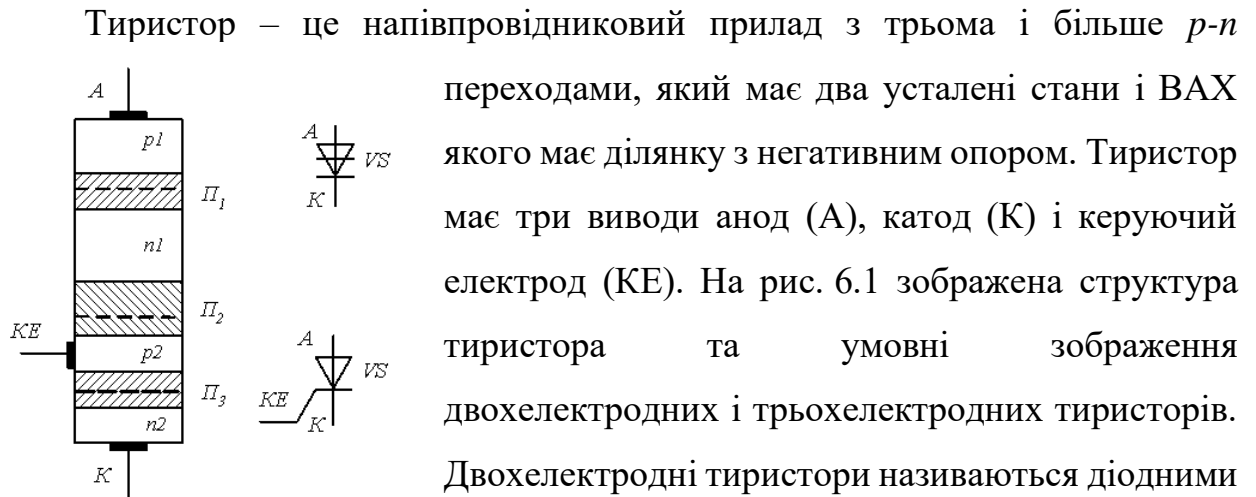 Тиристор – це напівпровідниковий прилад з трьома і більше p-n
переходами, який має два усталені стани і ВАХ
якого має ділянку з негативним опором. Тиристор
має три виводи анод (А), катод (К) і керуючий
електрод (КЕ). На рис. 6.1 зображена структура
тиристора та умовні зображення
двохелектродних і трьохелектродних тиристорів.
Двохелектродні тиристори називаються діодними
А
p1
П1
n1
П2
КЕ
p2
П3
n2
К
А
VS
К
А
VS
КЕ
К